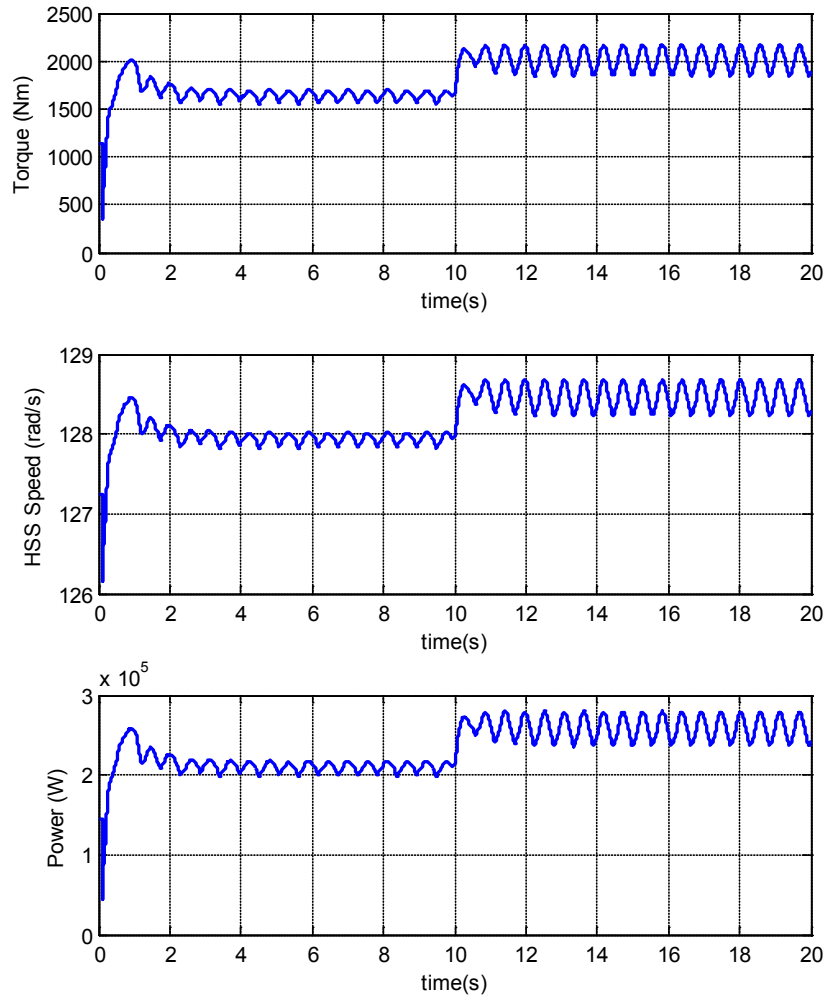 2500
2000
1500
1000
500
0
Torque (Nm)
0 2 4 6 8 10 12 14 16 18 20
time(s)
129
128
127
126
HSS Speed (rad/s)
0 2 4 6 8 10 12 14 16 18 20
time(s)
x 10^5
3
2
1
0
Power (W)
0 2 4 6 8 10 12 14 16 18 20
time(s)